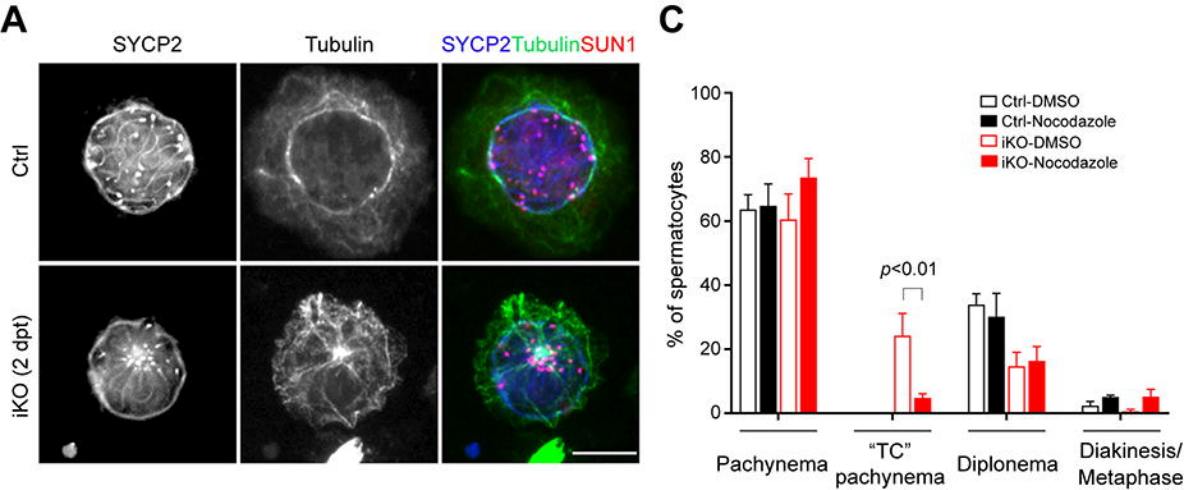 A
SYCP2
Tubulin
SYCP2TubulinSUN1
Ctrl
iKO (2 dpt)
C
% of spermatocytes
100
80
60
40
20
0
Ctrl-DMSO
Ctrl-Nocodazole
iKO-DMSO
iKO-Nocodazole
p<0.01
Pachynema
“TC”
pachynema
Diplonema
Diakinesis/
Metaphase